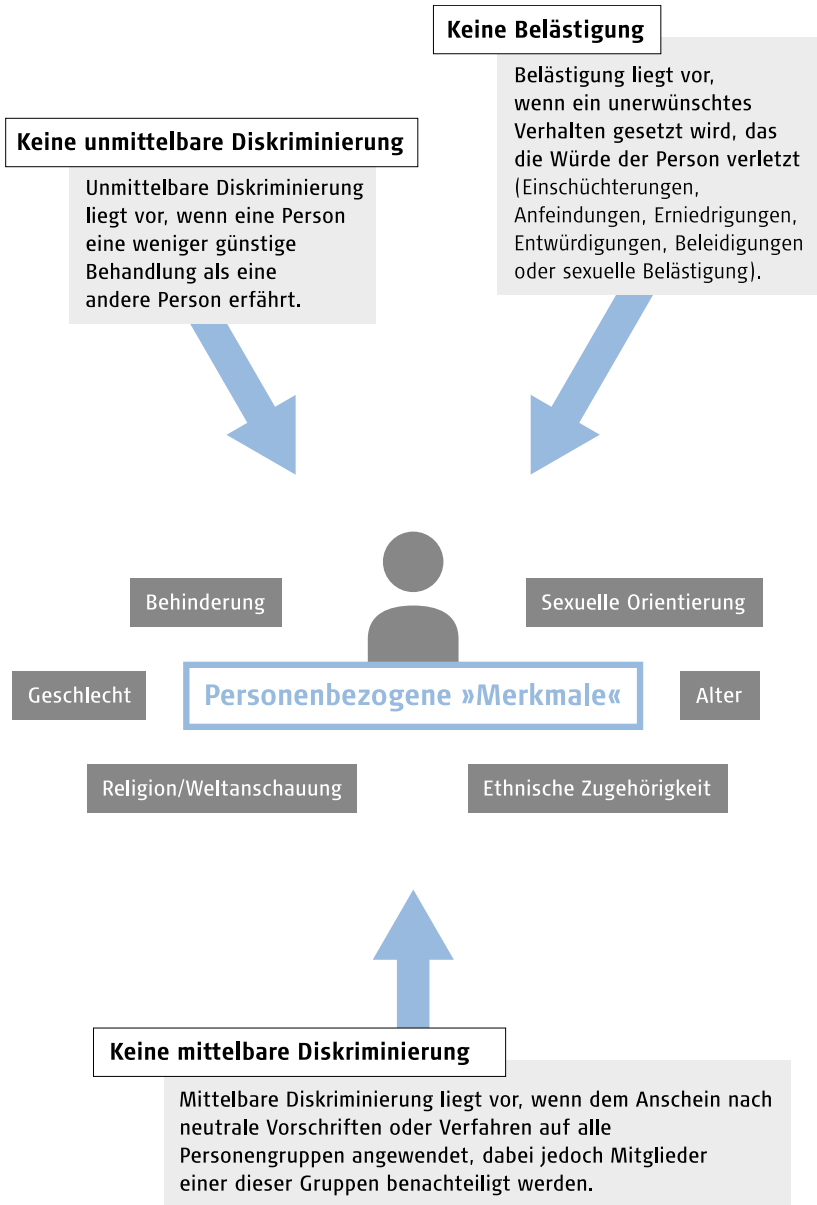 Keine Belästigung
Belästigung liegt vor,
wenn ein unerwünschtes
Verhalten gesetzt wird, das
die Würde der Person verletzt
(Einschüchterungen,
Anfeindungen, Erniedrigungen,
Entwürdigungen, Beleidigungen
oder sexuelle Belästigung).
Keine unmittelbare Diskriminierung
Unmittelbare Diskriminierung
liegt vor, wenn eine Person
eine weniger günstige
Behandlung als eine
andere Person erfährt.
Behinderung
Sexuelle Orientierung
Geschlecht
Personenbezogene »Merkmale«
Alter
Religion/Weltanschauung
Ethnische Zugehörigkeit
Keine mittelbare Diskriminierung
Mittelbare Diskriminierung liegt vor, wenn dem Anschein nach
neutrale Vorschriften oder Verfahren auf alle
Personengruppen angewendet, dabei jedoch Mitglieder
einer dieser Gruppen benachteiligt werden.